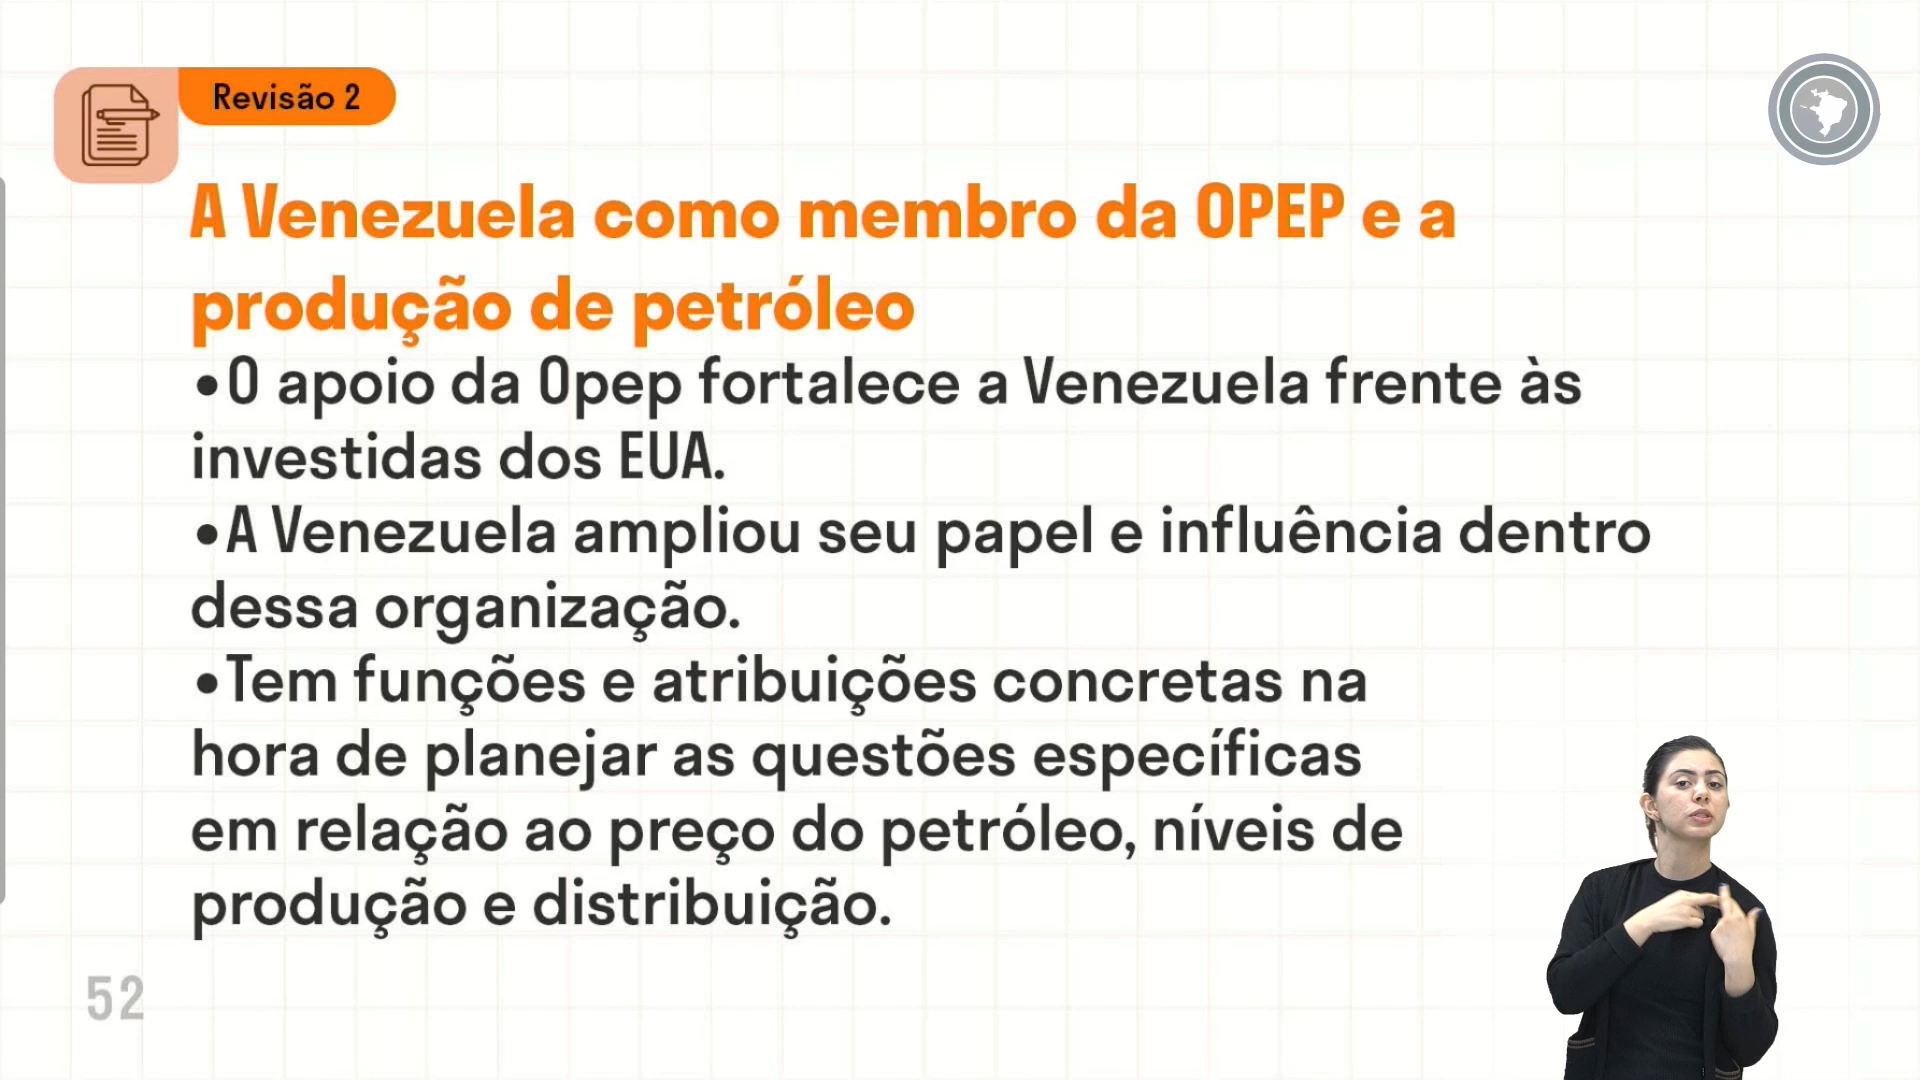 Revisão 2
A Venezuela como membro da OPEP e a
produção de petróleo
•O apoio da Opep fortalece a Venezuela frente às
investidas dos EUA.
•A Venezuela ampliou seu papel e influência dentro
dessa organização.
•Tem funções e atribuições concretas na
hora de planejar as questões específicas
em relação ao preço do petróleo, níveis de
produção e distribuição.
52